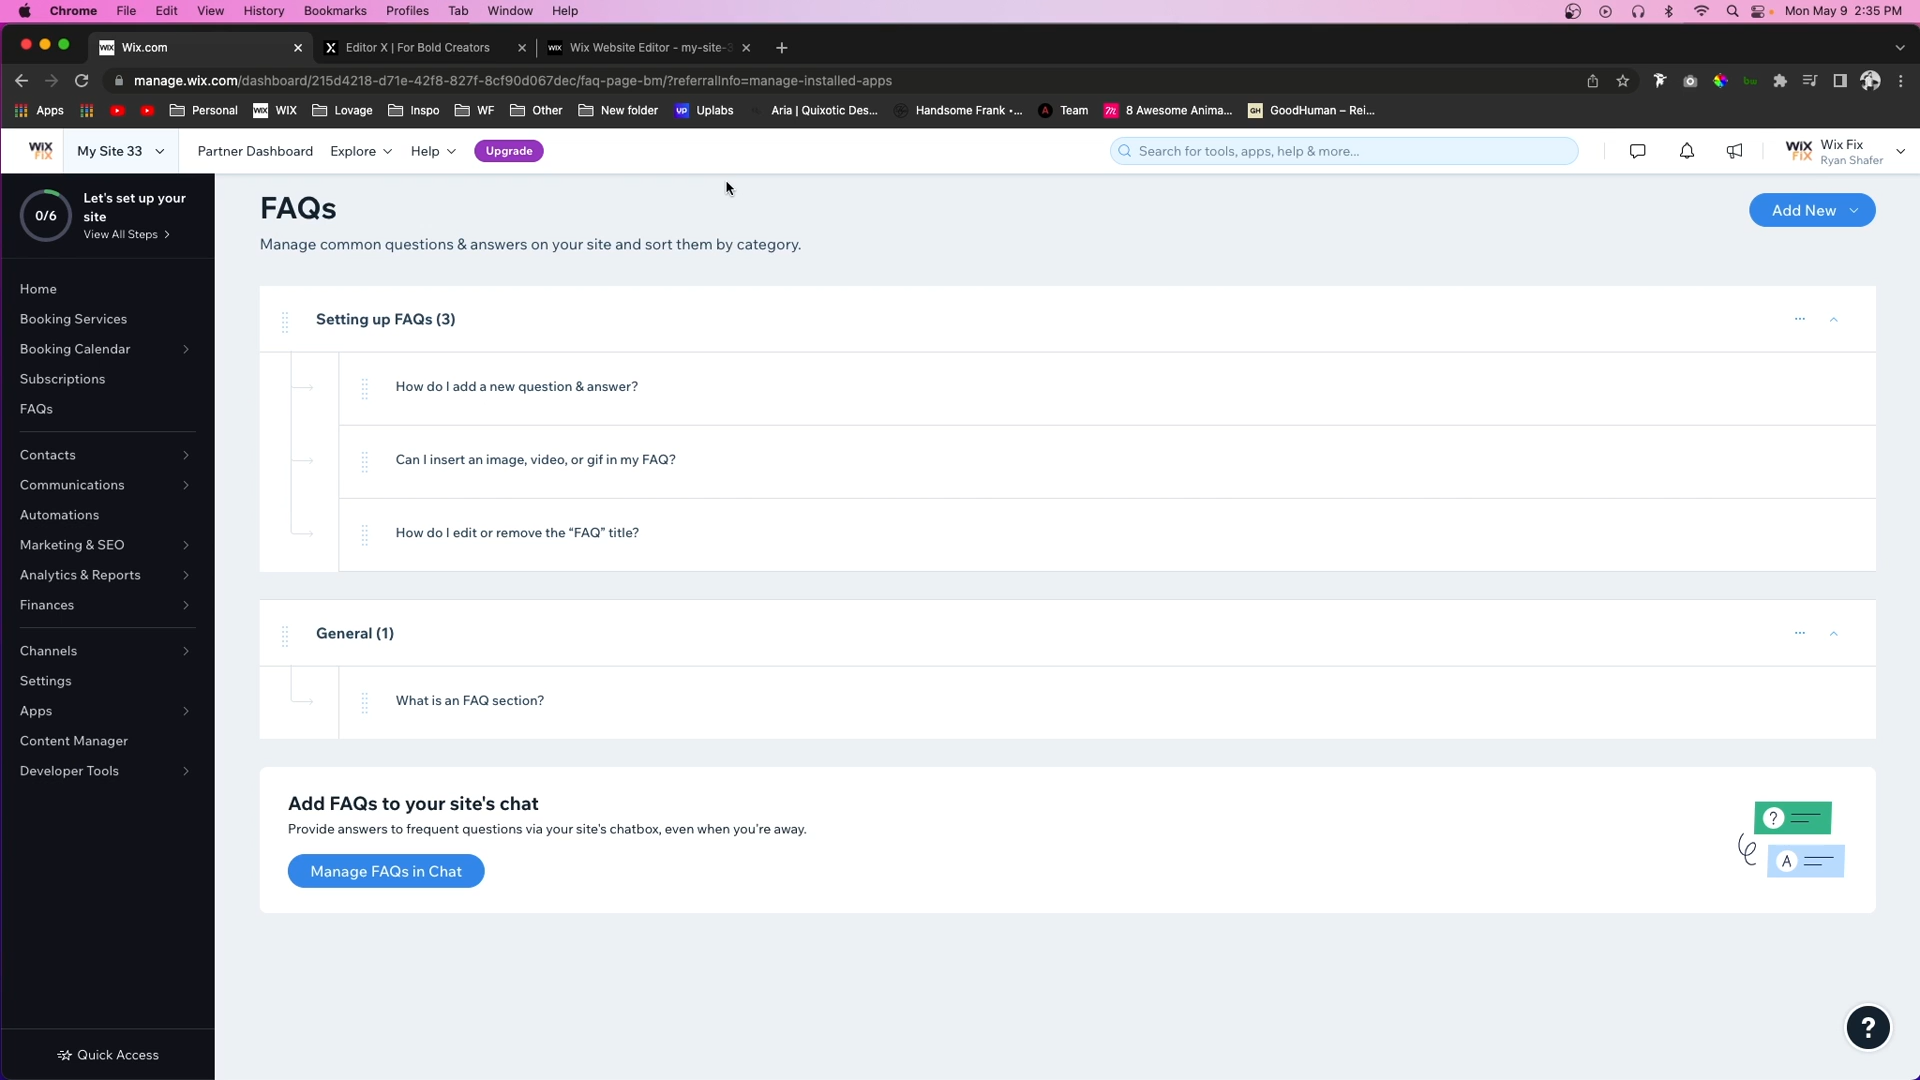 Chrome File Edit View History Bookmarks Profiles Tab Window Help Mon May 9 2:35 PM
WIX Wix.com X Editor X | For Bold Creators WIX Wix Website Editor - my-site-3
manage.wix.com/dashboard/215d4218-d71e-42f8-827f-8cf90d067dec/faq-page-bm/?referralInfo=manage-installed-apps
Apps Personal WIX WIX Lovage Inspo WF Other New folder UP Uplabs Aria | Quixotic Des... Handsome Frank •... A Team 8 Awesome Anima... GH GoodHuman – Rei...
WIX FIX My Site 33 Partner Dashboard Explore Help Upgrade Search for tools, apps, help & more... WIX FIX Wix Fix
Ryan Shafer
0/6 Let's set up your
site
View All Steps
Home
Booking Services
Booking Calendar
Subscriptions
FAQs
Contacts
Communications
Automations
Marketing & SEO
Analytics & Reports
Finances
Channels
Settings
Apps
Content Manager
Developer Tools
Quick Access
FAQs
Add New
Manage common questions & answers on your site and sort them by category.
Setting up FAQs (3)
How do I add a new question & answer?
Can I insert an image, video, or gif in my FAQ?
How do I edit or remove the “FAQ” title?
General (1)
What is an FAQ section?
Add FAQs to your site's chat
Provide answers to frequent questions via your site's chatbox, even when you're away.
Manage FAQs in Chat
?
A
?